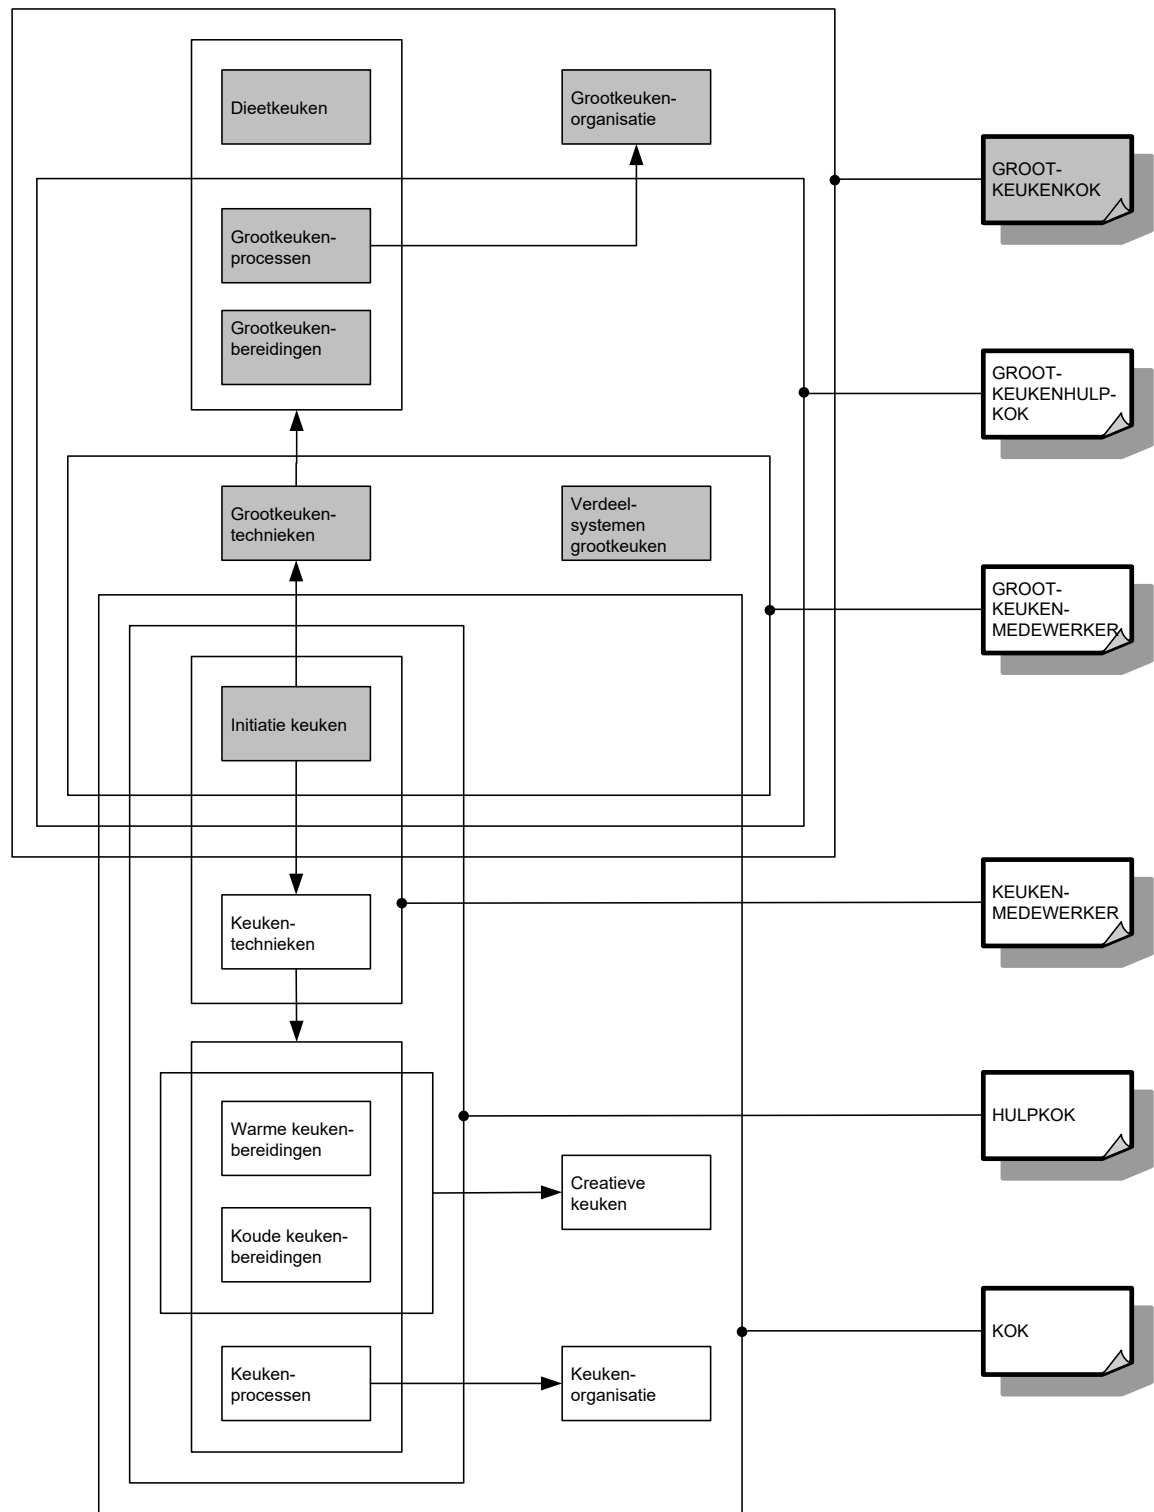 Dieetkeuken
Grootkeuken-
organisatie
GROOT-
KEUKENKOK
Grootkeuken-
processen
Grootkeuken-
bereidingen
GROOT-
KEUKENHULP-
KOK
Grootkeuken-
technieken
Verdeel-
systemen
grootkeuken
GROOT-
KEUKEN-
MEDEWERKER
Initiatie keuken
Keuken-
technieken
KEUKEN-
MEDEWERKER
Warme keuken-
bereidingen
HULPKOK
Creatieve
keuken
Koude keuken-
bereidingen
KOK
Keuken-
processen
Keuken-
organisatie